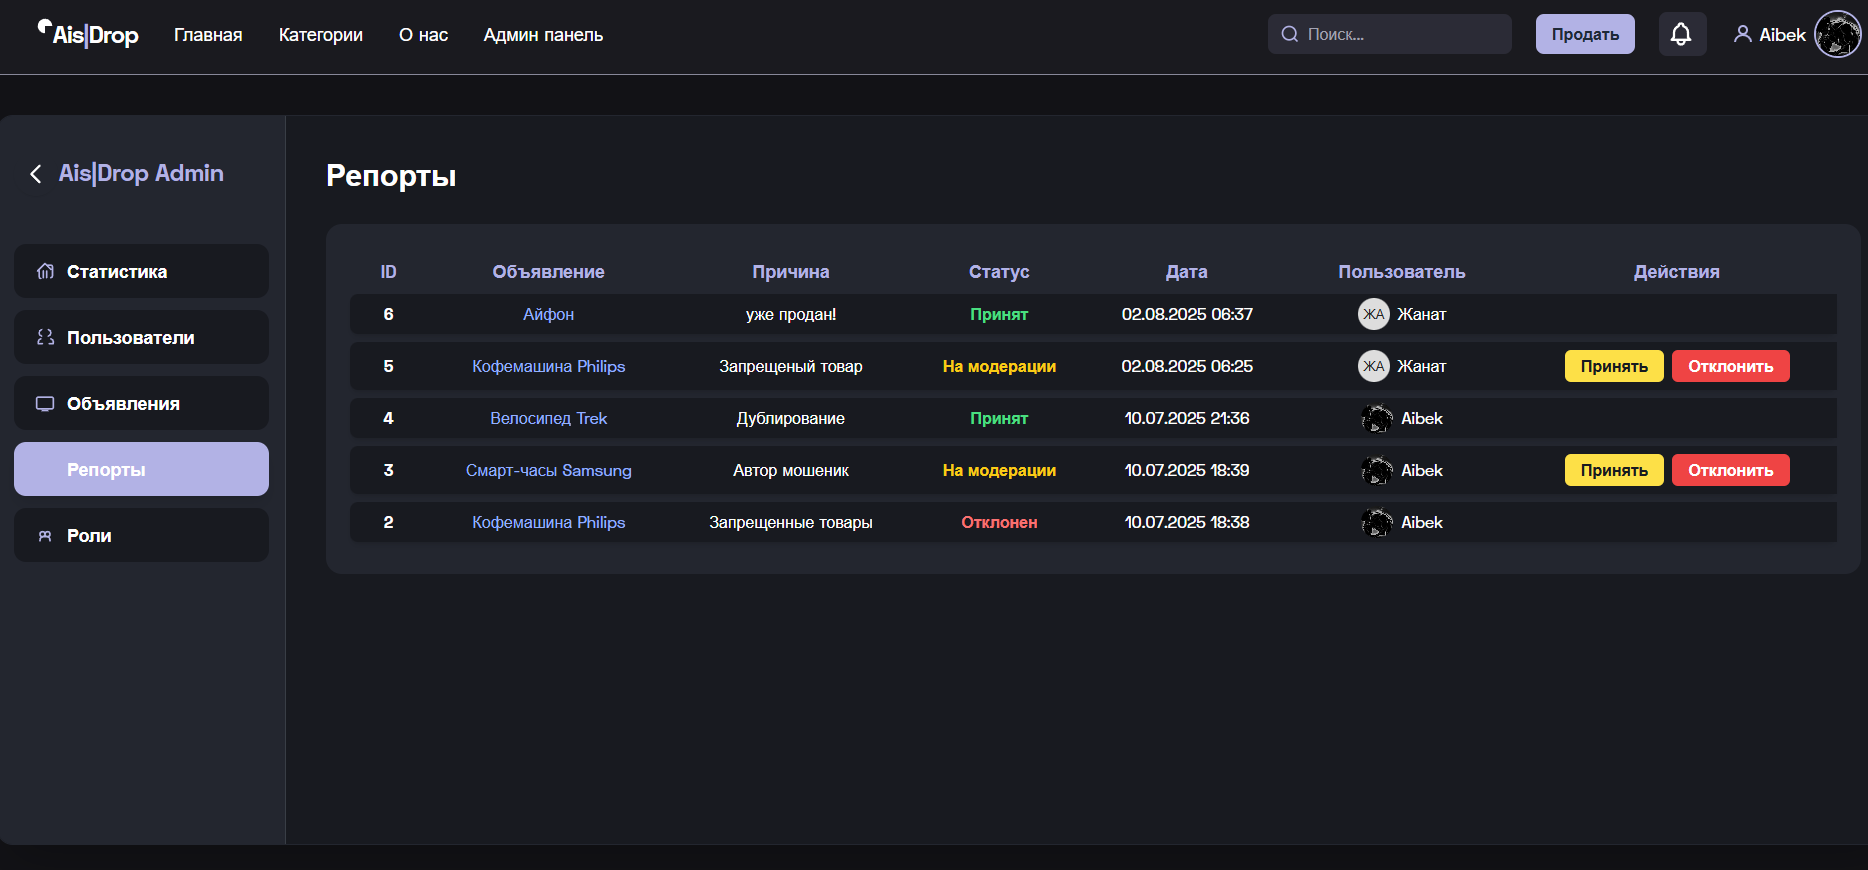 Ais|Drop Главная Категории О нас Админ панель Поиск... Продать Aibek
Ais|Drop Admin
Статистика
Пользователи
Объявления
Репорты
Роли
Репорты
ID Объявление Причина Статус Дата Пользователь Действия
6 Айфон уже продан! Принят 02.08.2025 06:37 ЖА Жанат
5 Кофемашина Philips Запрещеный товар На модерации 02.08.2025 06:25 ЖА Жанат Принять Отклонить
4 Велосипед Trek Дублирование Принят 10.07.2025 21:36 Aibek
3 Смарт-часы Samsung Автор мошеник На модерации 10.07.2025 18:39 Aibek Принять Отклонить
2 Кофемашина Philips Запрещенные товары Отклонен 10.07.2025 18:38 Aibek